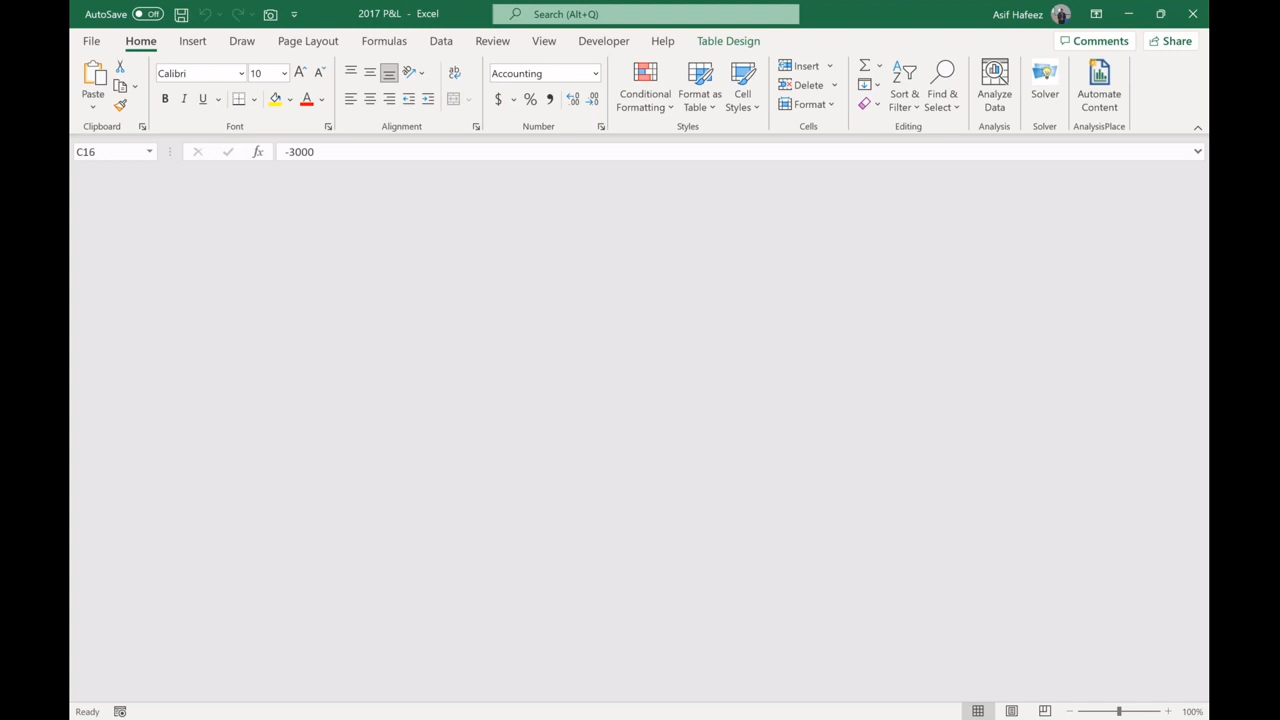 AutoSave Off 2017 P&L - Excel Search (Alt+Q) Asif Hafeez
File Home Insert Draw Page Layout Formulas Data Review View Developer Help Table Design Comments Share
Paste
Clipboard
Calibri 10
B I U A
Font
Alignment
Accounting
$ % ,
Number
Conditional
Formatting
Format as
Table
Cell
Styles
Styles
Insert
Delete
Format
Cells
Sort &
Filter
Find &
Select
Editing
Analyze
Data
Analysis
Solver
Solver
Automate
Content
AnalysisPlace
C16 fx -3000
Ready 100%